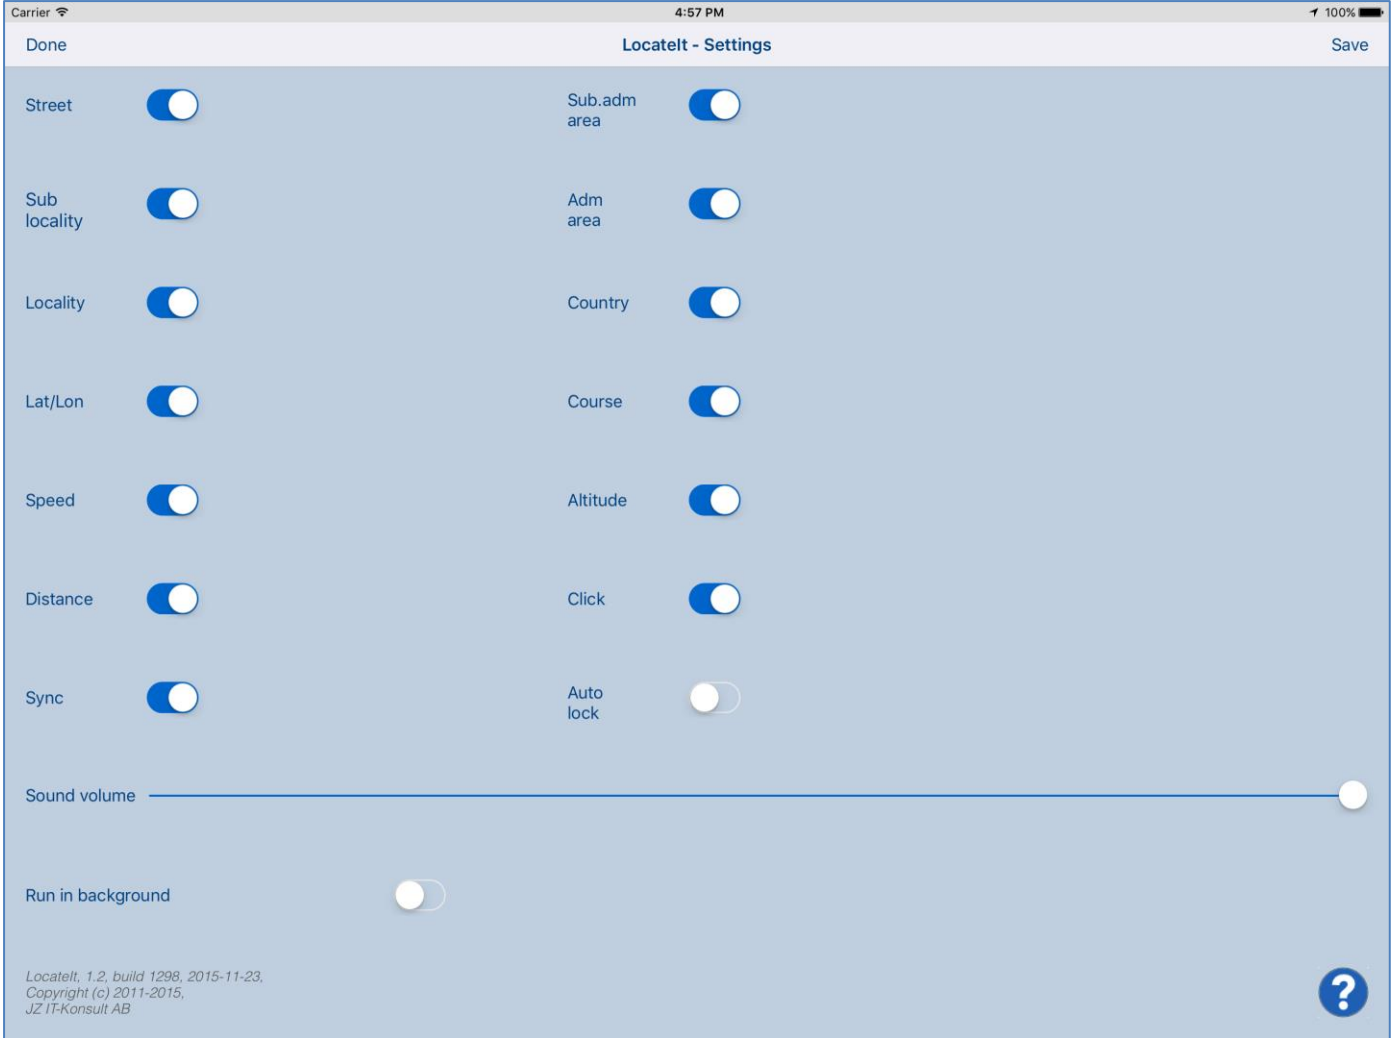 Carrier 4:57 PM 100%
Done LocateIt - Settings Save
Street
Sub.adm
area
Sub
locality
Adm
area
Locality
Country
Lat/Lon
Course
Speed
Altitude
Distance
Click
Sync
Auto
lock
Sound volume
Run in background
LocateIt, 1.2, build 1298, 2015-11-23,
Copyright (c) 2011-2015,
JZ IT-Konsult AB
?